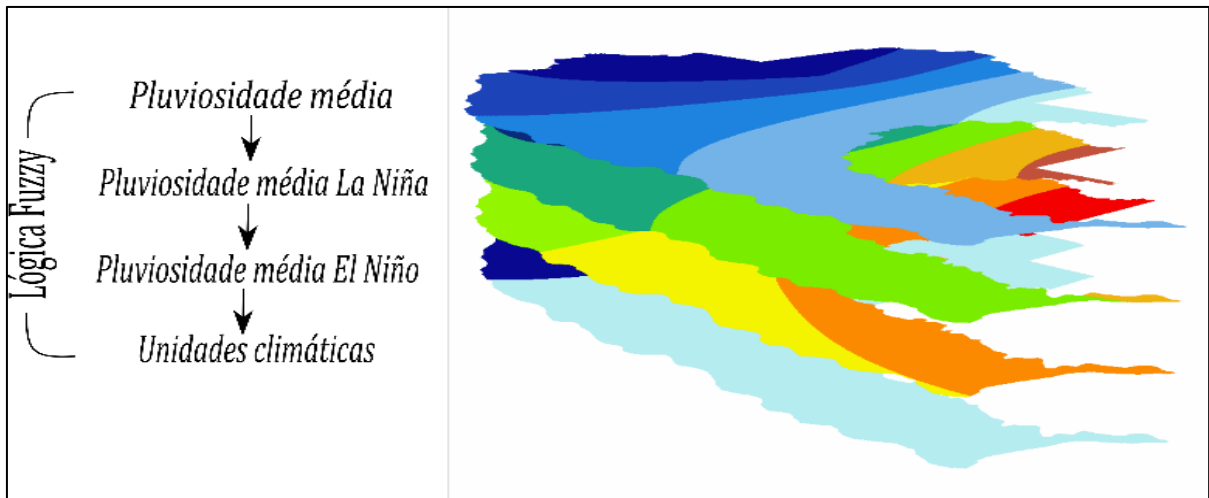 Lógica Fuzzy
Pluviosidade média
Pluviosidade média La Niña
Pluviosidade média El Niño
Unidades climáticas